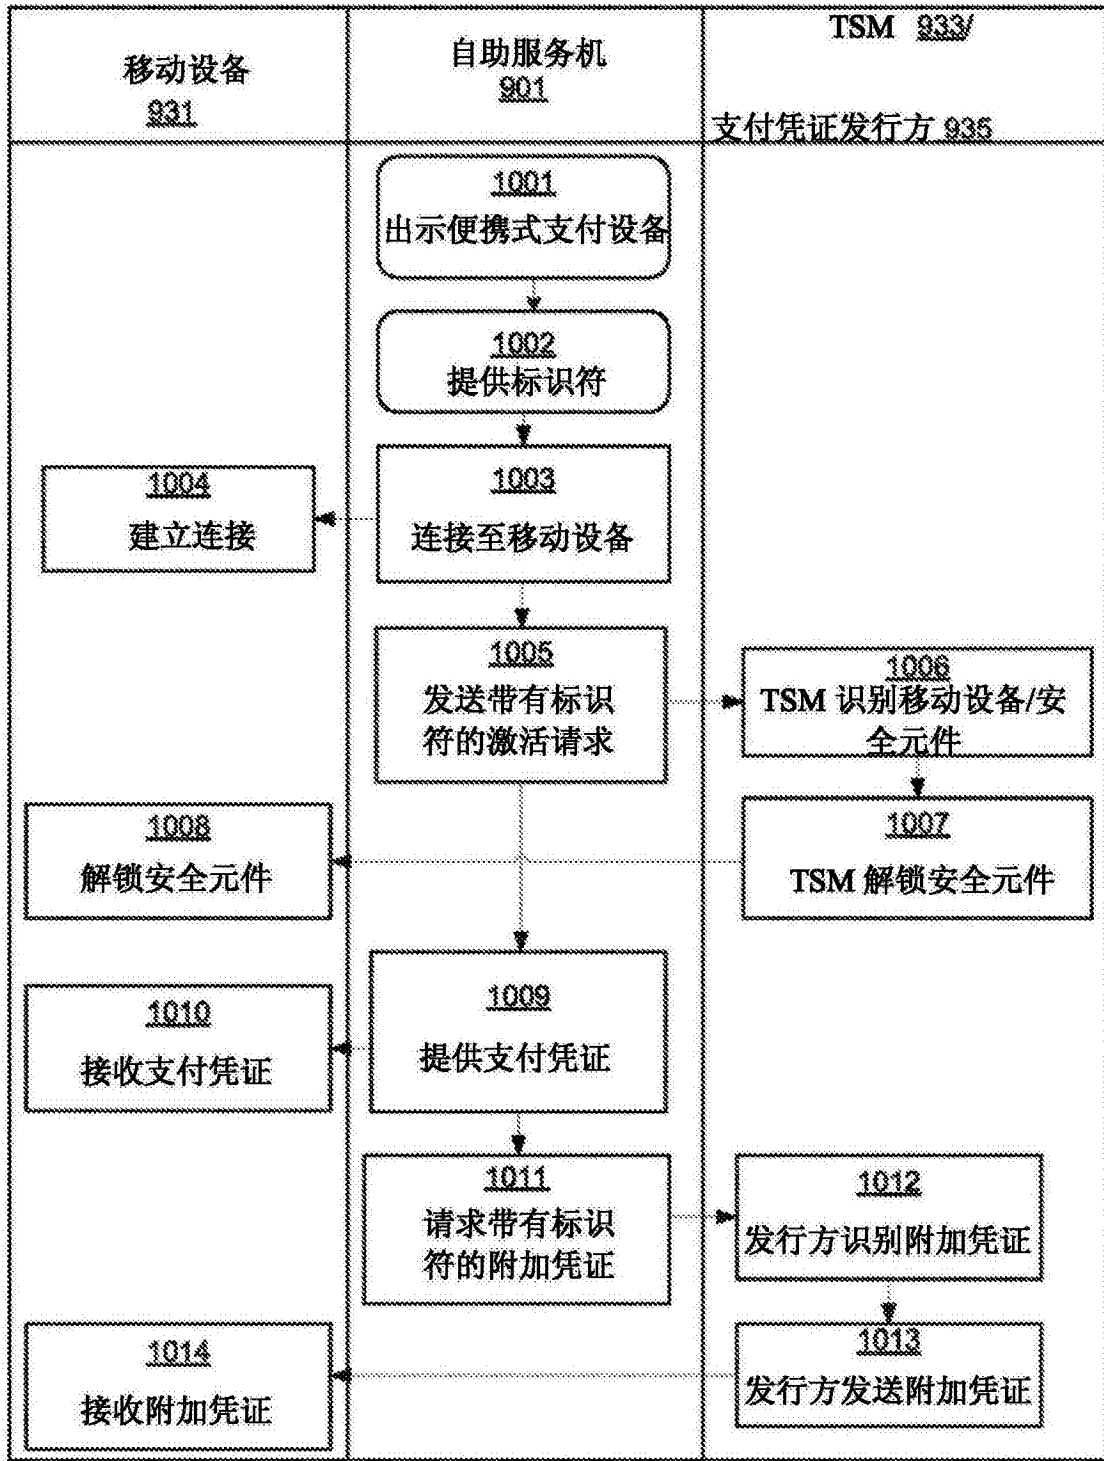 移动设备
931
自助服务机
901
TSM 933/
支付凭证发行方 935
1001
出示便携式支付设备
1002
提供标识符
1003
连接至移动设备
1004
建立连接
1005
发送带有标识
符的激活请求
1006
TSM 识别移动设备/安
全元件
1007
TSM 解锁安全元件
1008
解锁安全元件
1009
提供支付凭证
1010
接收支付凭证
1011
请求带有标识
符的附加凭证
1012
发行方识别附加凭证
1013
发行方发送附加凭证
1014
接收附加凭证